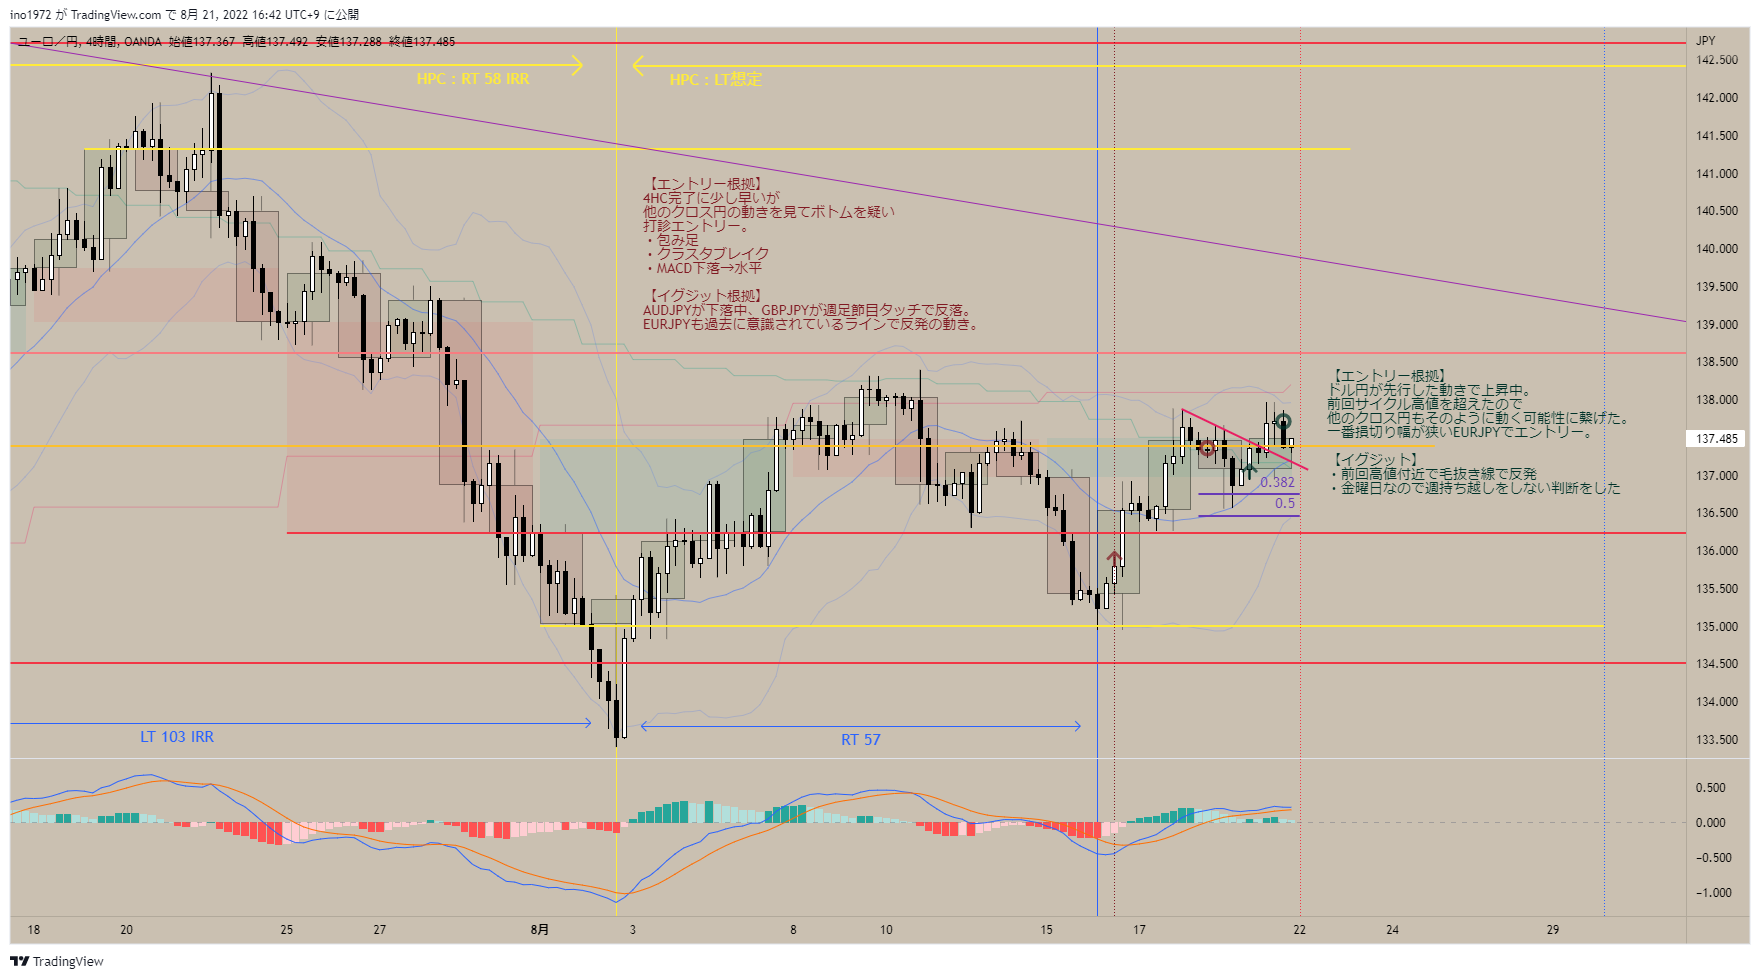 ino1972 が TradingView.com で 8月 21, 2022 16:42 UTC+9 に公開
ユーロ／円, 4時間, OANDA 始値137.367 高値137.492 安値137.288 終値137.485
JPY
HPC：RT 58 IRR
HPC：LT想定
142.500
142.000
141.500
141.000
140.500
140.000
139.500
139.000
138.500
138.000
137.485
137.000
136.500
136.000
135.500
135.000
134.500
134.000
133.500
【エントリー根拠】
4HC完了に少し早いが
他のクロス円の動きを見てボトムを疑い
打診エントリー。
・包み足
・クラスタブレイク
・MACD下落→水平
【イグジット根拠】
AUDJPYが下落中、GBPJPYが週足節目タッチで反落。
EURJPYも過去に意識されているラインで反発の動き。
【エントリー根拠】
ドル円が先行した動きで上昇中。
前回サイクル高値を超えたので
他のクロス円もそのように動く可能性に繋げた。
一番損切り幅が狭いEURJPYでエントリー。
【イグジット】
・前回高値付近で毛抜き線で反発
・金曜日なので週持ち越しをしない判断をした
0.382
0.5
LT 103 IRR
RT 57
0.500
0.000
−0.500
−1.000
18 20 25 27 8月 3 8 10 15 17 22 24 29
TradingView